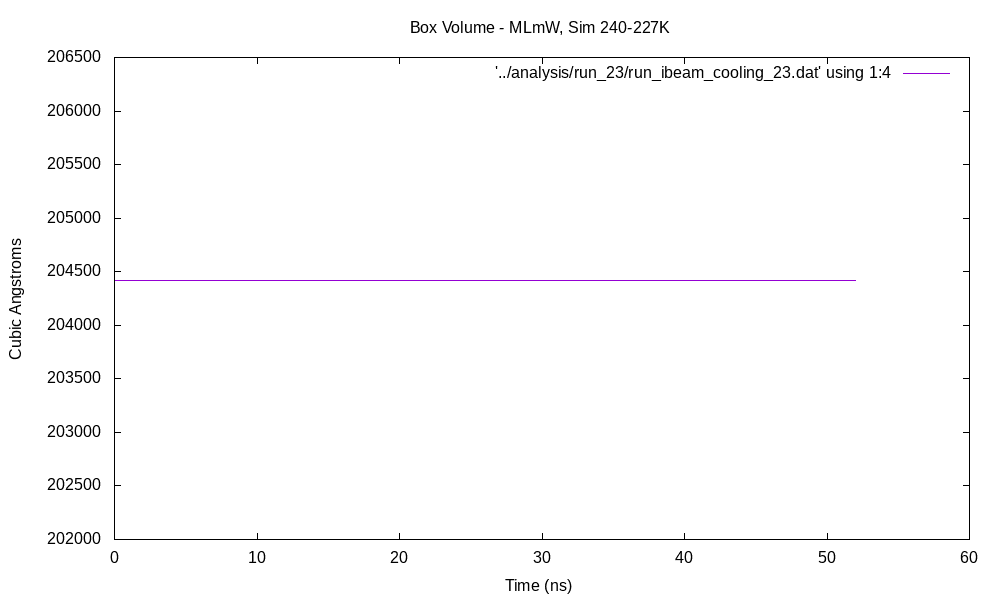 Box Volume - MLmW, Sim 240-227K
'../analysis/run_23/run_ibeam_cooling_23.dat' using 1:4
206500
206000
205500
205000
204500
204000
203500
203000
202500
202000
Cubic Angstroms
0 10 20 30 40 50 60
Time (ns)